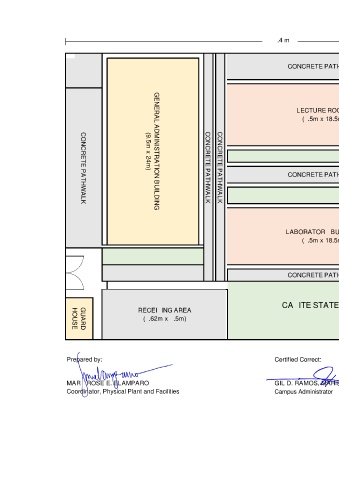 .4 m
CONCRETE PATH
GENERAL ADMINISTRATION BUILDING
(9.5m x 24m)
CONCRETE PATHWALK
CONCRETE PATHWALK
CONCRETE PATHWALK
LECTURE ROO
( .5m x 18.5
CONCRETE PATH
LABORATOR BU
( .5m x 18.5
CONCRETE PATH
GUARD
HOUSE
RECEI ING AREA
( .62m x .5m)
CA ITE STATE
Prepared by:
Certified Correct:
MAR ROSE E. ELAMPARO
GIL D. RAMOS,
Coordinator, Physical Plant and Facilities
Campus Administrator